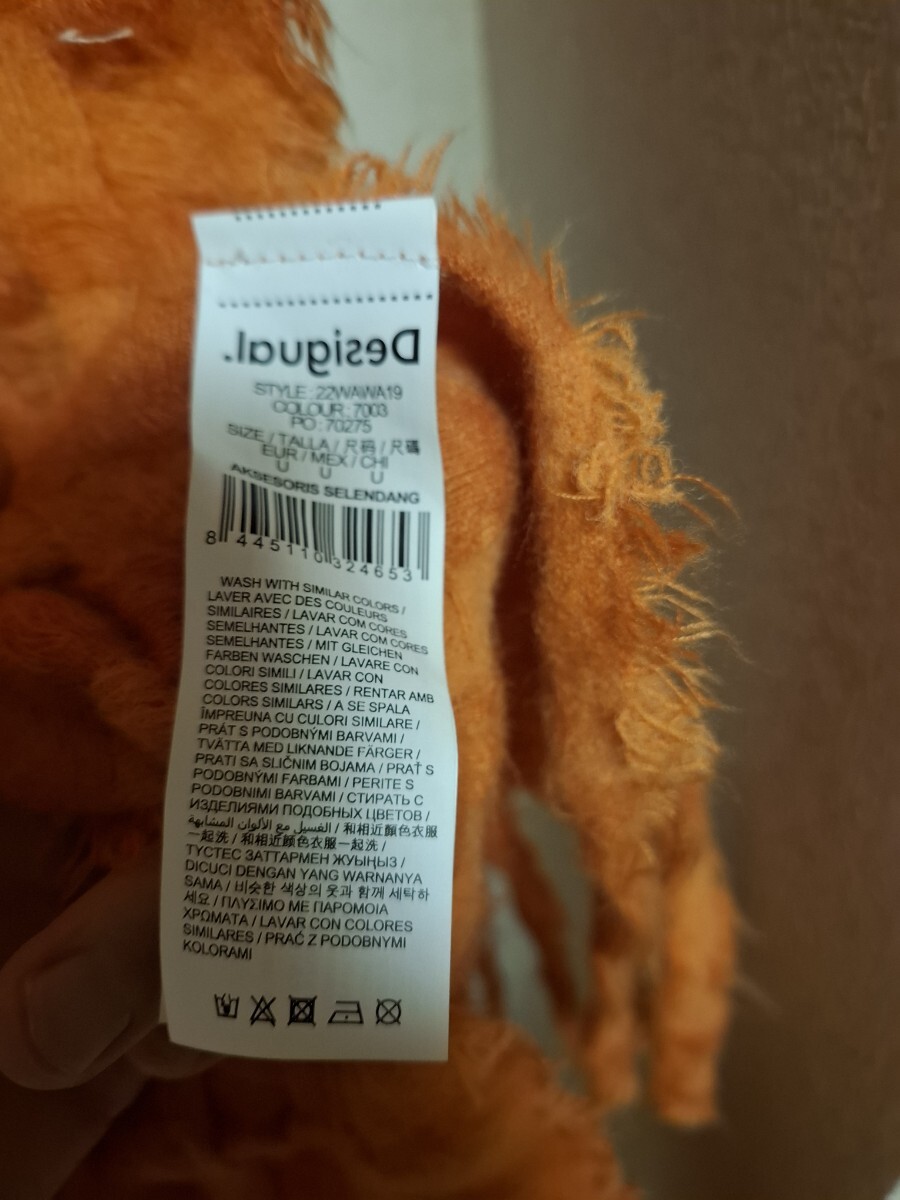 Desigual.
STYLE : 22WAWA19
COLOUR : 7003
PO : 70275
SIZE / TALLA / 尺码 / 尺碼
EUR / MEX / CHI
U U U
AKSESORIS SELENDANG
8 445110 324653
WASH WITH SIMILAR COLORS /
LAVER AVEC DES COULEURS
SIMILAIRES / LAVAR COM CORES
SEMELHANTES / LAVAR COM CORES
SEMELHANTES / MIT GLEICHEN
FARBEN WASCHEN / LAVARE CON
COLORI SIMILI / LAVAR CON
COLORES SIMILARES / RENTAR AMB
COLORS SIMILARS / A SE SPALA
ÎMPREUNA CU CULORI SIMILARE /
PRÁT S PODOBNÝMI BARVAMI /
TVÄTTA MED LIKNANDE FÄRGER /
PRATI SA SLIČNIM BOJAMA / PRAŤ S
PODOBNÝMI FARBAMI / PERITE S
PODOBNIMI BARVAMI / СТИРАТЬ С
ИЗДЕЛИЯМИ ПОДОБНЫХ ЦВЕТОВ /
الغسيل مع الألوان المشابهة / 和相近颜色衣服
一起洗 / 和相近顏色衣服一起洗 /
ТҮСТЕС ЗАТТАРМЕН ЖУЫҢЫЗ /
DICUCI DENGAN YANG WARNANYA
SAMA / 비슷한 색상의 옷과 함께 세탁하
세요 / ΠΛΥΣΙΜΟ ΜΕ ΠΑΡΟΜΟΙΑ
ΧΡΩΜΑΤΑ / LAVAR CON COLORES
SIMILARES / PRAĆ Z PODOBNYMI
KOLORAMI